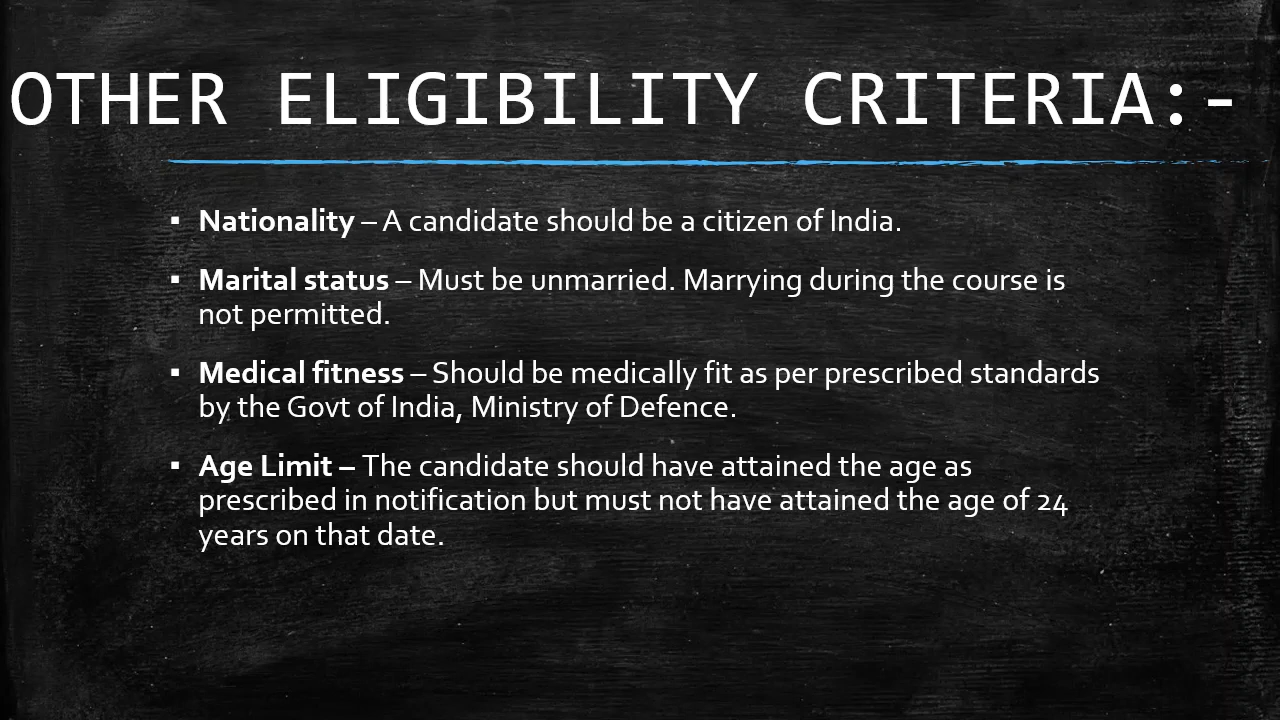 OTHER ELIGIBILITY CRITERIA:-
▪ Nationality – A candidate should be a citizen of India.
▪ Marital status – Must be unmarried. Marrying during the course is
not permitted.
▪ Medical fitness – Should be medically fit as per prescribed standards
by the Govt of India, Ministry of Defence.
▪ Age Limit – The candidate should have attained the age as
prescribed in notification but must not have attained the age of 24
years on that date.